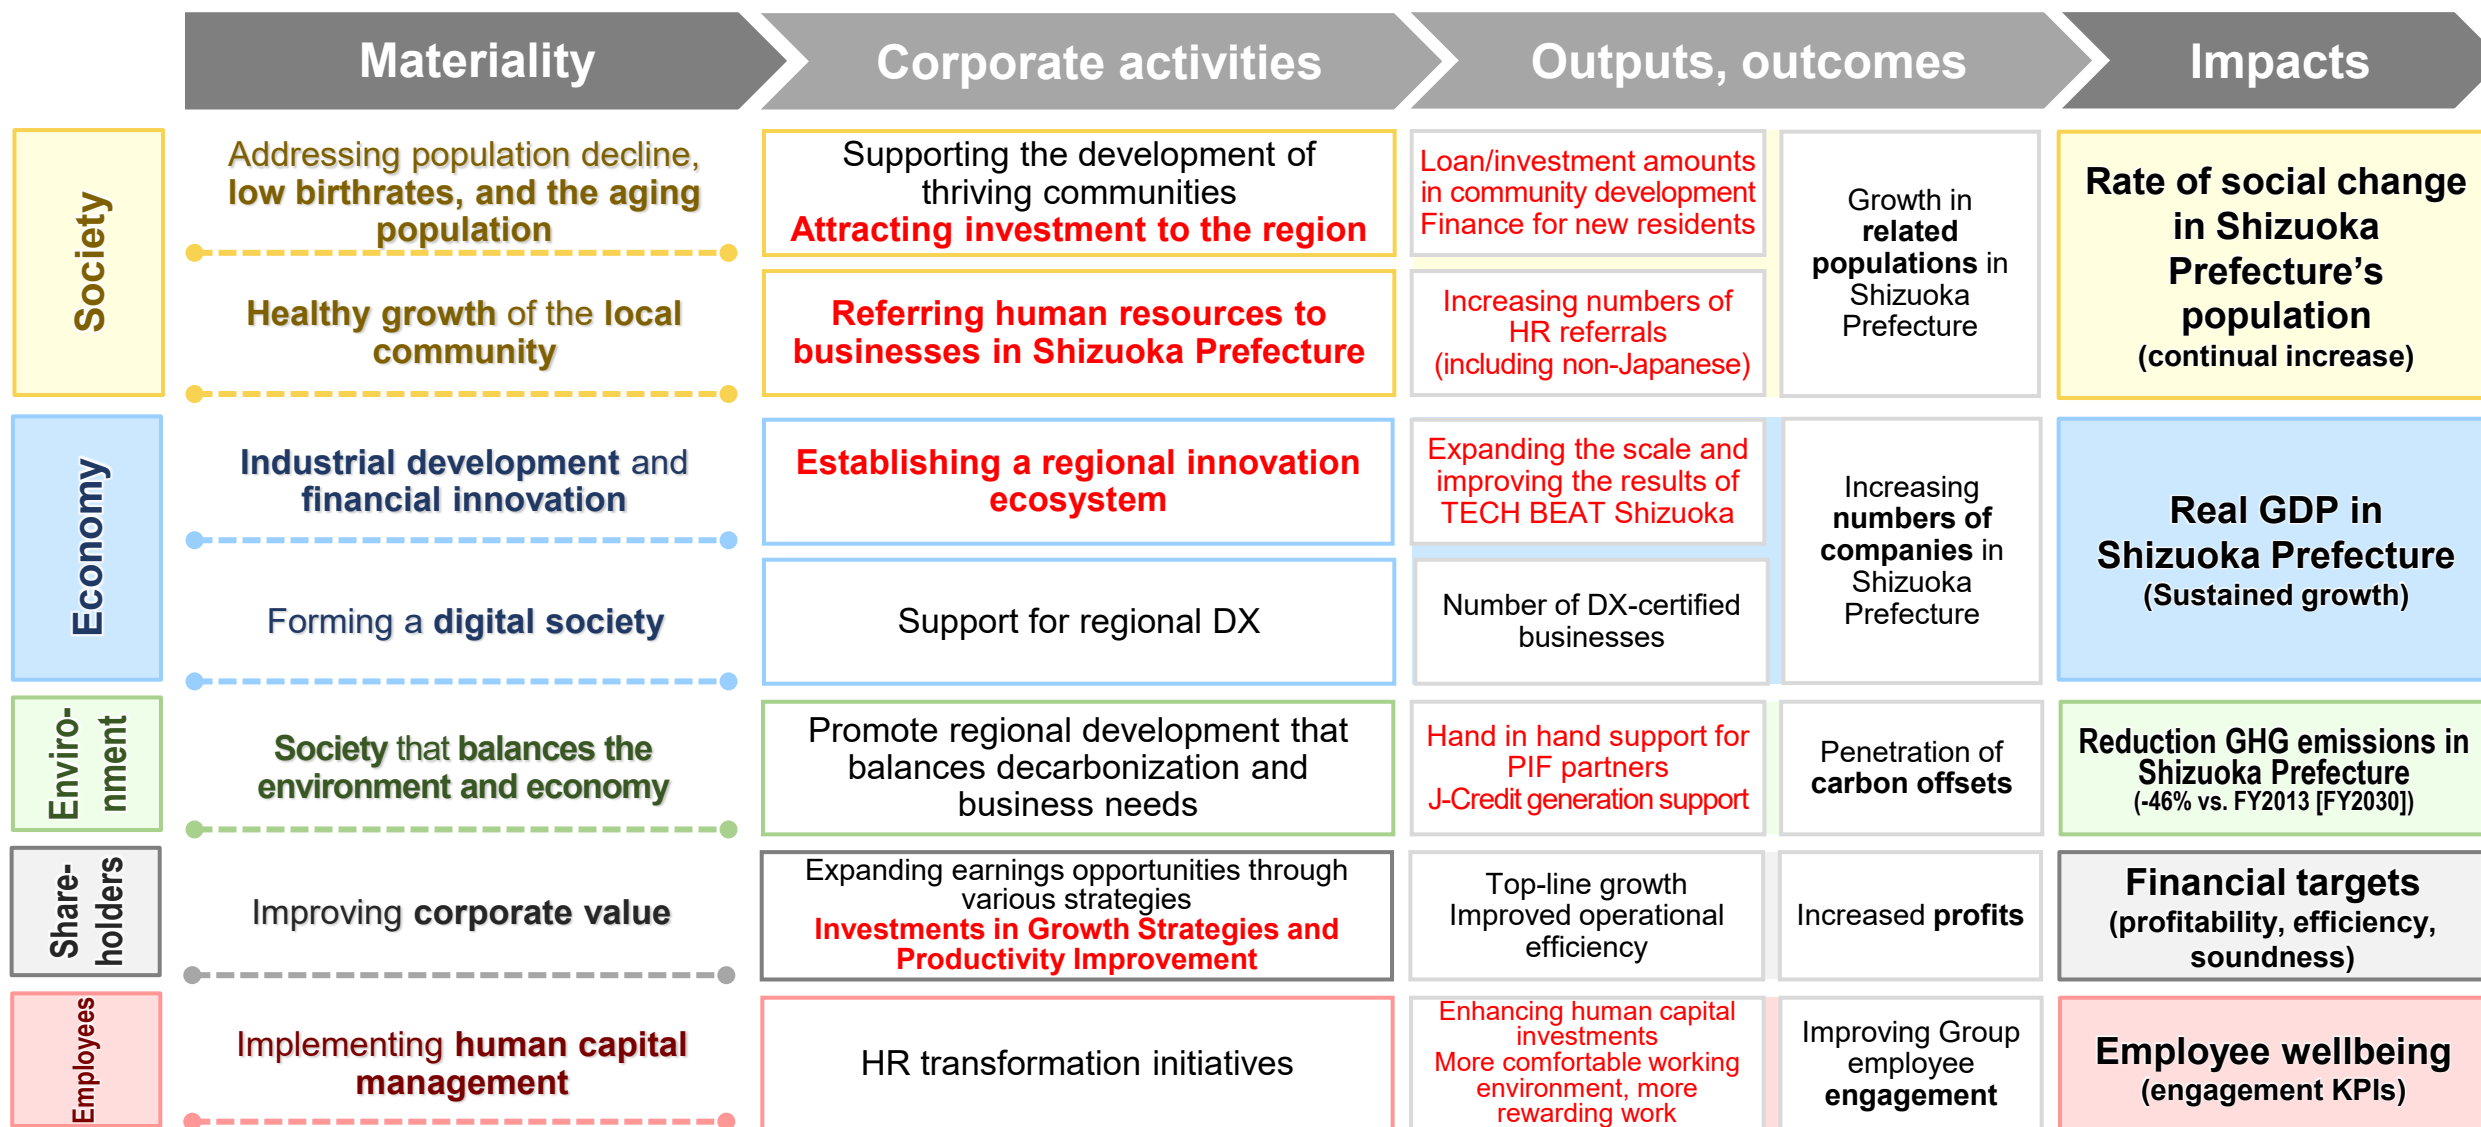 Materiality
Corporate activities
Outputs, outcomes
Impacts
Society
Addressing population decline,
low birthrates, and the aging
population
Supporting the development of
thriving communities
Attracting investment to the region
Loan/investment amounts
in community development
Finance for new residents
Growth in
related
populations in
Shizuoka
Prefecture
Rate of social change
in Shizuoka
Prefecture's
population
(continual increase)
Healthy growth of the local
community
Referring human resources to
businesses in Shizuoka Prefecture
Increasing numbers of
HR referrals
(including non-Japanese)
Economy
Industrial development and
financial innovation
Establishing a regional innovation
ecosystem
Expanding the scale and
improving the results of
TECH BEAT Shizuoka
Increasing
numbers of
companies in
Shizuoka
Prefecture
Real GDP in
Shizuoka Prefecture
(Sustained growth)
Forming a digital society
Support for regional DX
Number of DX-certified
businesses
Enviro-
nment
Society that balances the
environment and economy
Promote regional development that
balances decarbonization and
business needs
Hand in hand support for
PIF partners
J-Credit generation support
Penetration of
carbon offsets
Reduction GHG emissions in
Shizuoka Prefecture
(-46% vs. FY2013 [FY2030])
Share-
holders
Improving corporate value
Expanding earnings opportunities through
various strategies
Investments in Growth Strategies and
Productivity Improvement
Top-line growth
Improved operational
efficiency
Increased profits
Financial targets
(profitability, efficiency,
soundness)
Employees
Implementing human capital
management
HR transformation initiatives
Enhancing human capital
investments
More comfortable working
environment, more
rewarding work
Improving Group
employee
engagement
Employee wellbeing
(engagement KPIs)